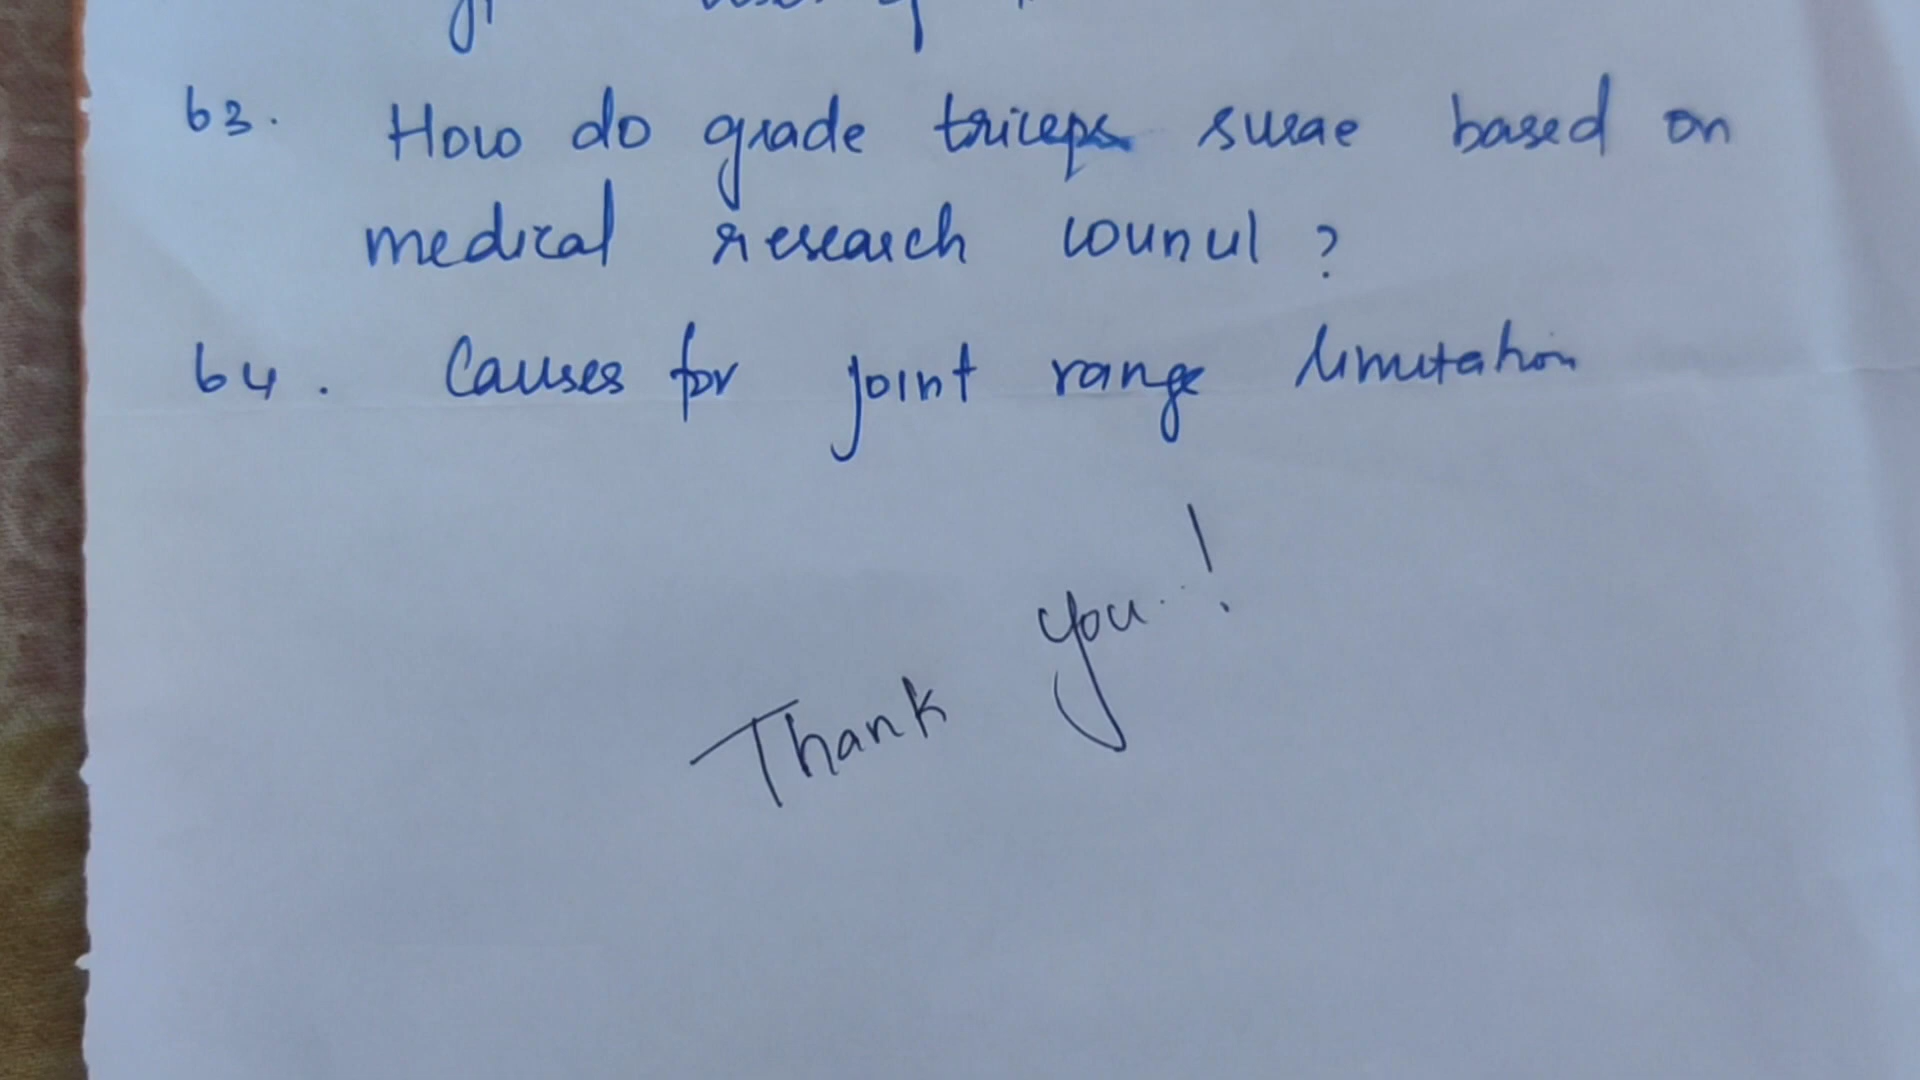 63. How do grade triceps surae based on
medical research council ?
64. Causes for joint range limitation
Thank you..!